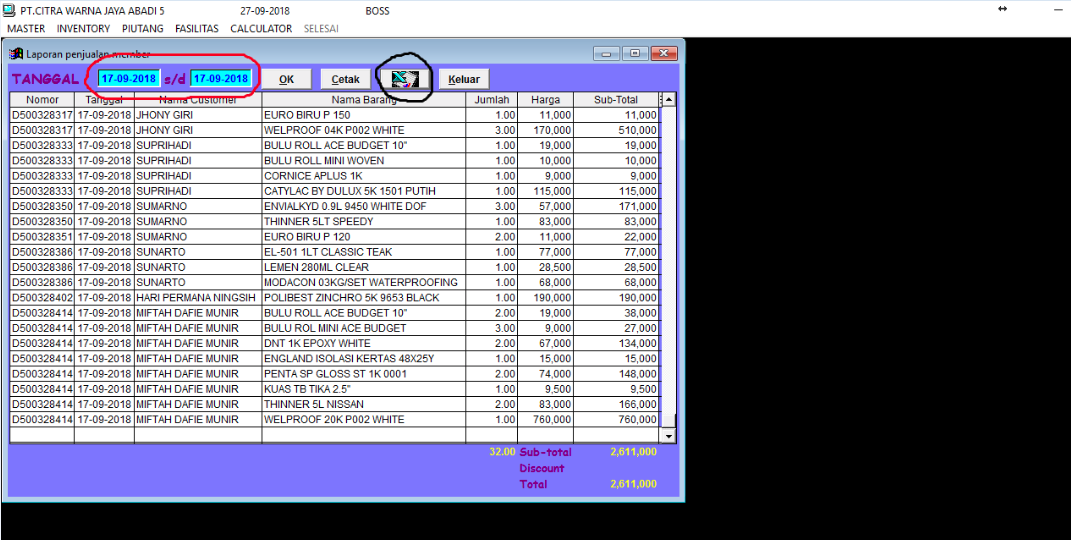 PT.CITRA WARNA JAYA ABADI 5 27-09-2018 BOSS
MASTER INVENTORY PIUTANG FASILITAS CALCULATOR SELESAI
Laporan penjualan member
TANGGAL 17-09-2018 s/d 17-09-2018 OK Cetak Keluar
Nomor Tanggal Nama Customer Nama Barang Jumlah Harga Sub-Total
D500328317 17-09-2018 JHONY GIRI EURO BIRU P 150 1.00 11,000 11,000
D500328317 17-09-2018 JHONY GIRI WELPROOF 04K P002 WHITE 3.00 170,000 510,000
D500328333 17-09-2018 SUPRIHADI BULU ROLL ACE BUDGET 10" 1.00 19,000 19,000
D500328333 17-09-2018 SUPRIHADI BULU ROLL MINI WOVEN 1.00 10,000 10,000
D500328333 17-09-2018 SUPRIHADI CORNICE APLUS 1K 1.00 9,000 9,000
D500328333 17-09-2018 SUPRIHADI CATYLAC BY DULUX 5K 1501 PUTIH 1.00 115,000 115,000
D500328350 17-09-2018 SUMARNO ENVIALKYD 0.9L 9450 WHITE DOF 3.00 57,000 171,000
D500328350 17-09-2018 SUMARNO THINNER 5LT SPEEDY 1.00 83,000 83,000
D500328351 17-09-2018 SUMARNO EURO BIRU P 120 2.00 11,000 22,000
D500328386 17-09-2018 SUNARTO EL-501 1LT CLASSIC TEAK 1.00 77,000 77,000
D500328386 17-09-2018 SUNARTO LEMEN 280ML CLEAR 1.00 28,500 28,500
D500328386 17-09-2018 SUNARTO MODACON 03KG/SET WATERPROOFING 1.00 68,000 68,000
D500328402 17-09-2018 HARI PERMANA NINGSIH POLIBEST ZINCHRO 5K 9653 BLACK 1.00 190,000 190,000
D500328414 17-09-2018 MIFTAH DAFIE MUNIR BULU ROLL ACE BUDGET 10" 2.00 19,000 38,000
D500328414 17-09-2018 MIFTAH DAFIE MUNIR BULU ROL MINI ACE BUDGET 3.00 9,000 27,000
D500328414 17-09-2018 MIFTAH DAFIE MUNIR DNT 1K EPOXY WHITE 2.00 67,000 134,000
D500328414 17-09-2018 MIFTAH DAFIE MUNIR ENGLAND ISOLASI KERTAS 48X25Y 1.00 15,000 15,000
D500328414 17-09-2018 MIFTAH DAFIE MUNIR PENTA SP GLOSS ST 1K 0001 2.00 74,000 148,000
D500328414 17-09-2018 MIFTAH DAFIE MUNIR KUAS TB TIKA 2.5" 1.00 9,500 9,500
D500328414 17-09-2018 MIFTAH DAFIE MUNIR THINNER 5L NISSAN 2.00 83,000 166,000
D500328414 17-09-2018 MIFTAH DAFIE MUNIR WELPROOF 20K P002 WHITE 1.00 760,000 760,000
32.00 Sub-total 2,611,000
Discount
Total 2,611,000